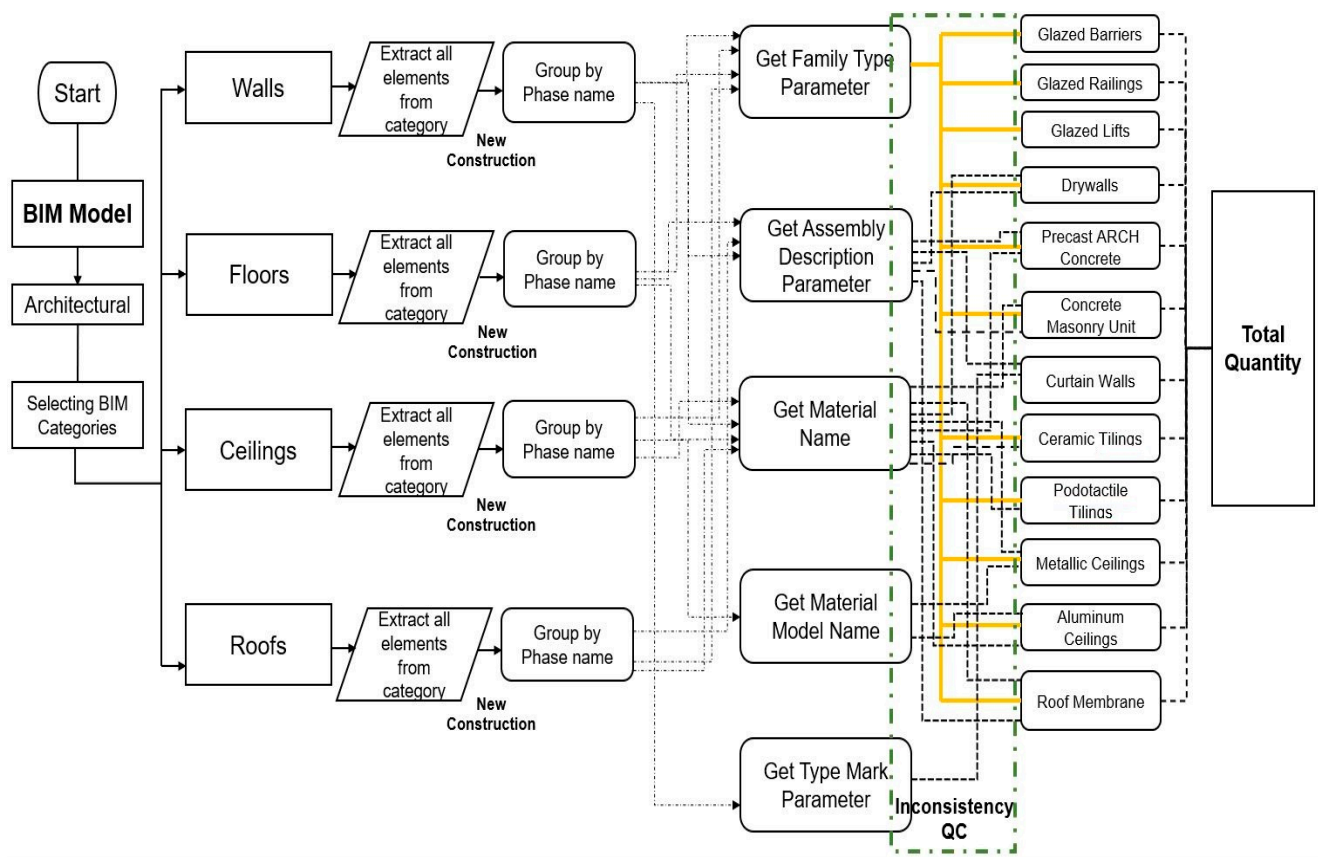 Start
BIM Model
Architectural
Selecting BIM
Categories
Walls
Extract all
elements
from
category
New
Construction
Group by
Phase name
Floors
Extract all
elements
from
category
New
Construction
Group by
Phase name
Ceilings
Extract all
elements
from
category
New
Construction
Group by
Phase name
Roofs
Extract all
elements
from
category
New
Construction
Group by
Phase name
Get Family Type
Parameter
Get Assembly
Description
Parameter
Get Material
Name
Get Material
Model Name
Get Type Mark
Parameter
Inconsistency
QC
Glazed Barriers
Glazed Railings
Glazed Lifts
Drywalls
Precast ARCH
Concrete
Concrete
Masonry Unit
Curtain Walls
Ceramic Tilings
Podotactile
Tilings
Metallic Ceilings
Aluminum
Ceilings
Roof Membrane
Total
Quantity